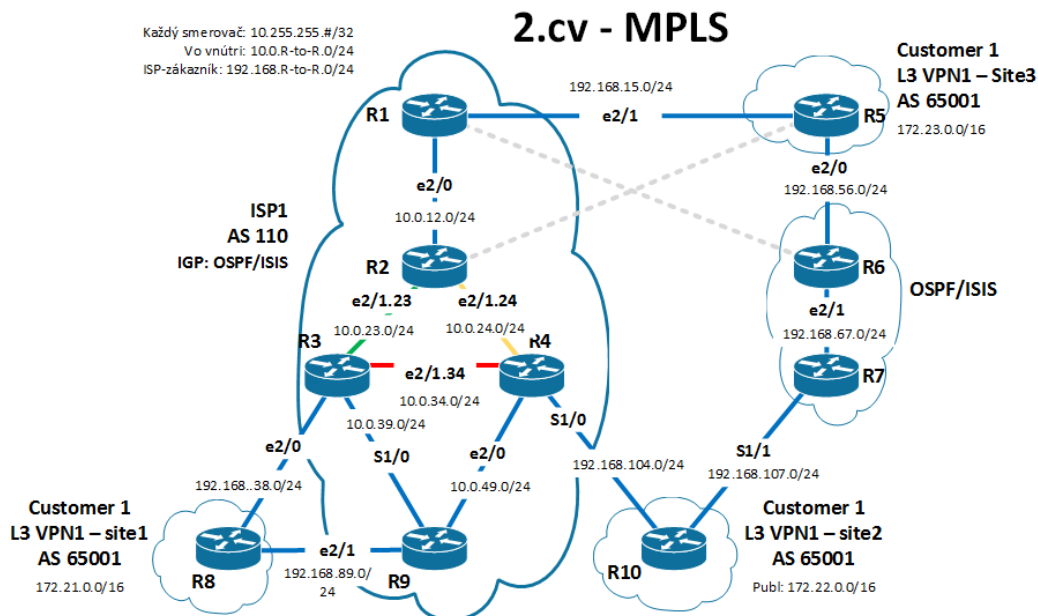 2.cv - MPLS
Každý smerovač: 10.255.255.#/32
Vo vnútri: 10.0.R-to-R.0/24
ISP-zákazník: 192.168.R-to-R.0/24
Customer 1
L3 VPN1 – Site3
AS 65001
172.23.0.0/16
192.168.15.0/24
R1
e2/1
R5
e2/0
e2/0
192.168.56.0/24
10.0.12.0/24
ISP1
AS 110
IGP: OSPF/ISIS
R2
R6
OSPF/ISIS
e2/1.23
e2/1.24
e2/1
10.0.23.0/24
10.0.24.0/24
192.168.67.0/24
R3
R4
e2/1.34
R7
10.0.34.0/24
10.0.39.0/24
S1/0
e2/0
S1/0
e2/0
S1/1
192.168..38.0/24
10.0.49.0/24
192.168.104.0/24
192.168.107.0/24
Customer 1
L3 VPN1 – site1
AS 65001
172.21.0.0/16
R8
e2/1
192.168.89.0/
24
R9
R10
Customer 1
L3 VPN1 – site2
AS 65001
Publ: 172.22.0.0/16